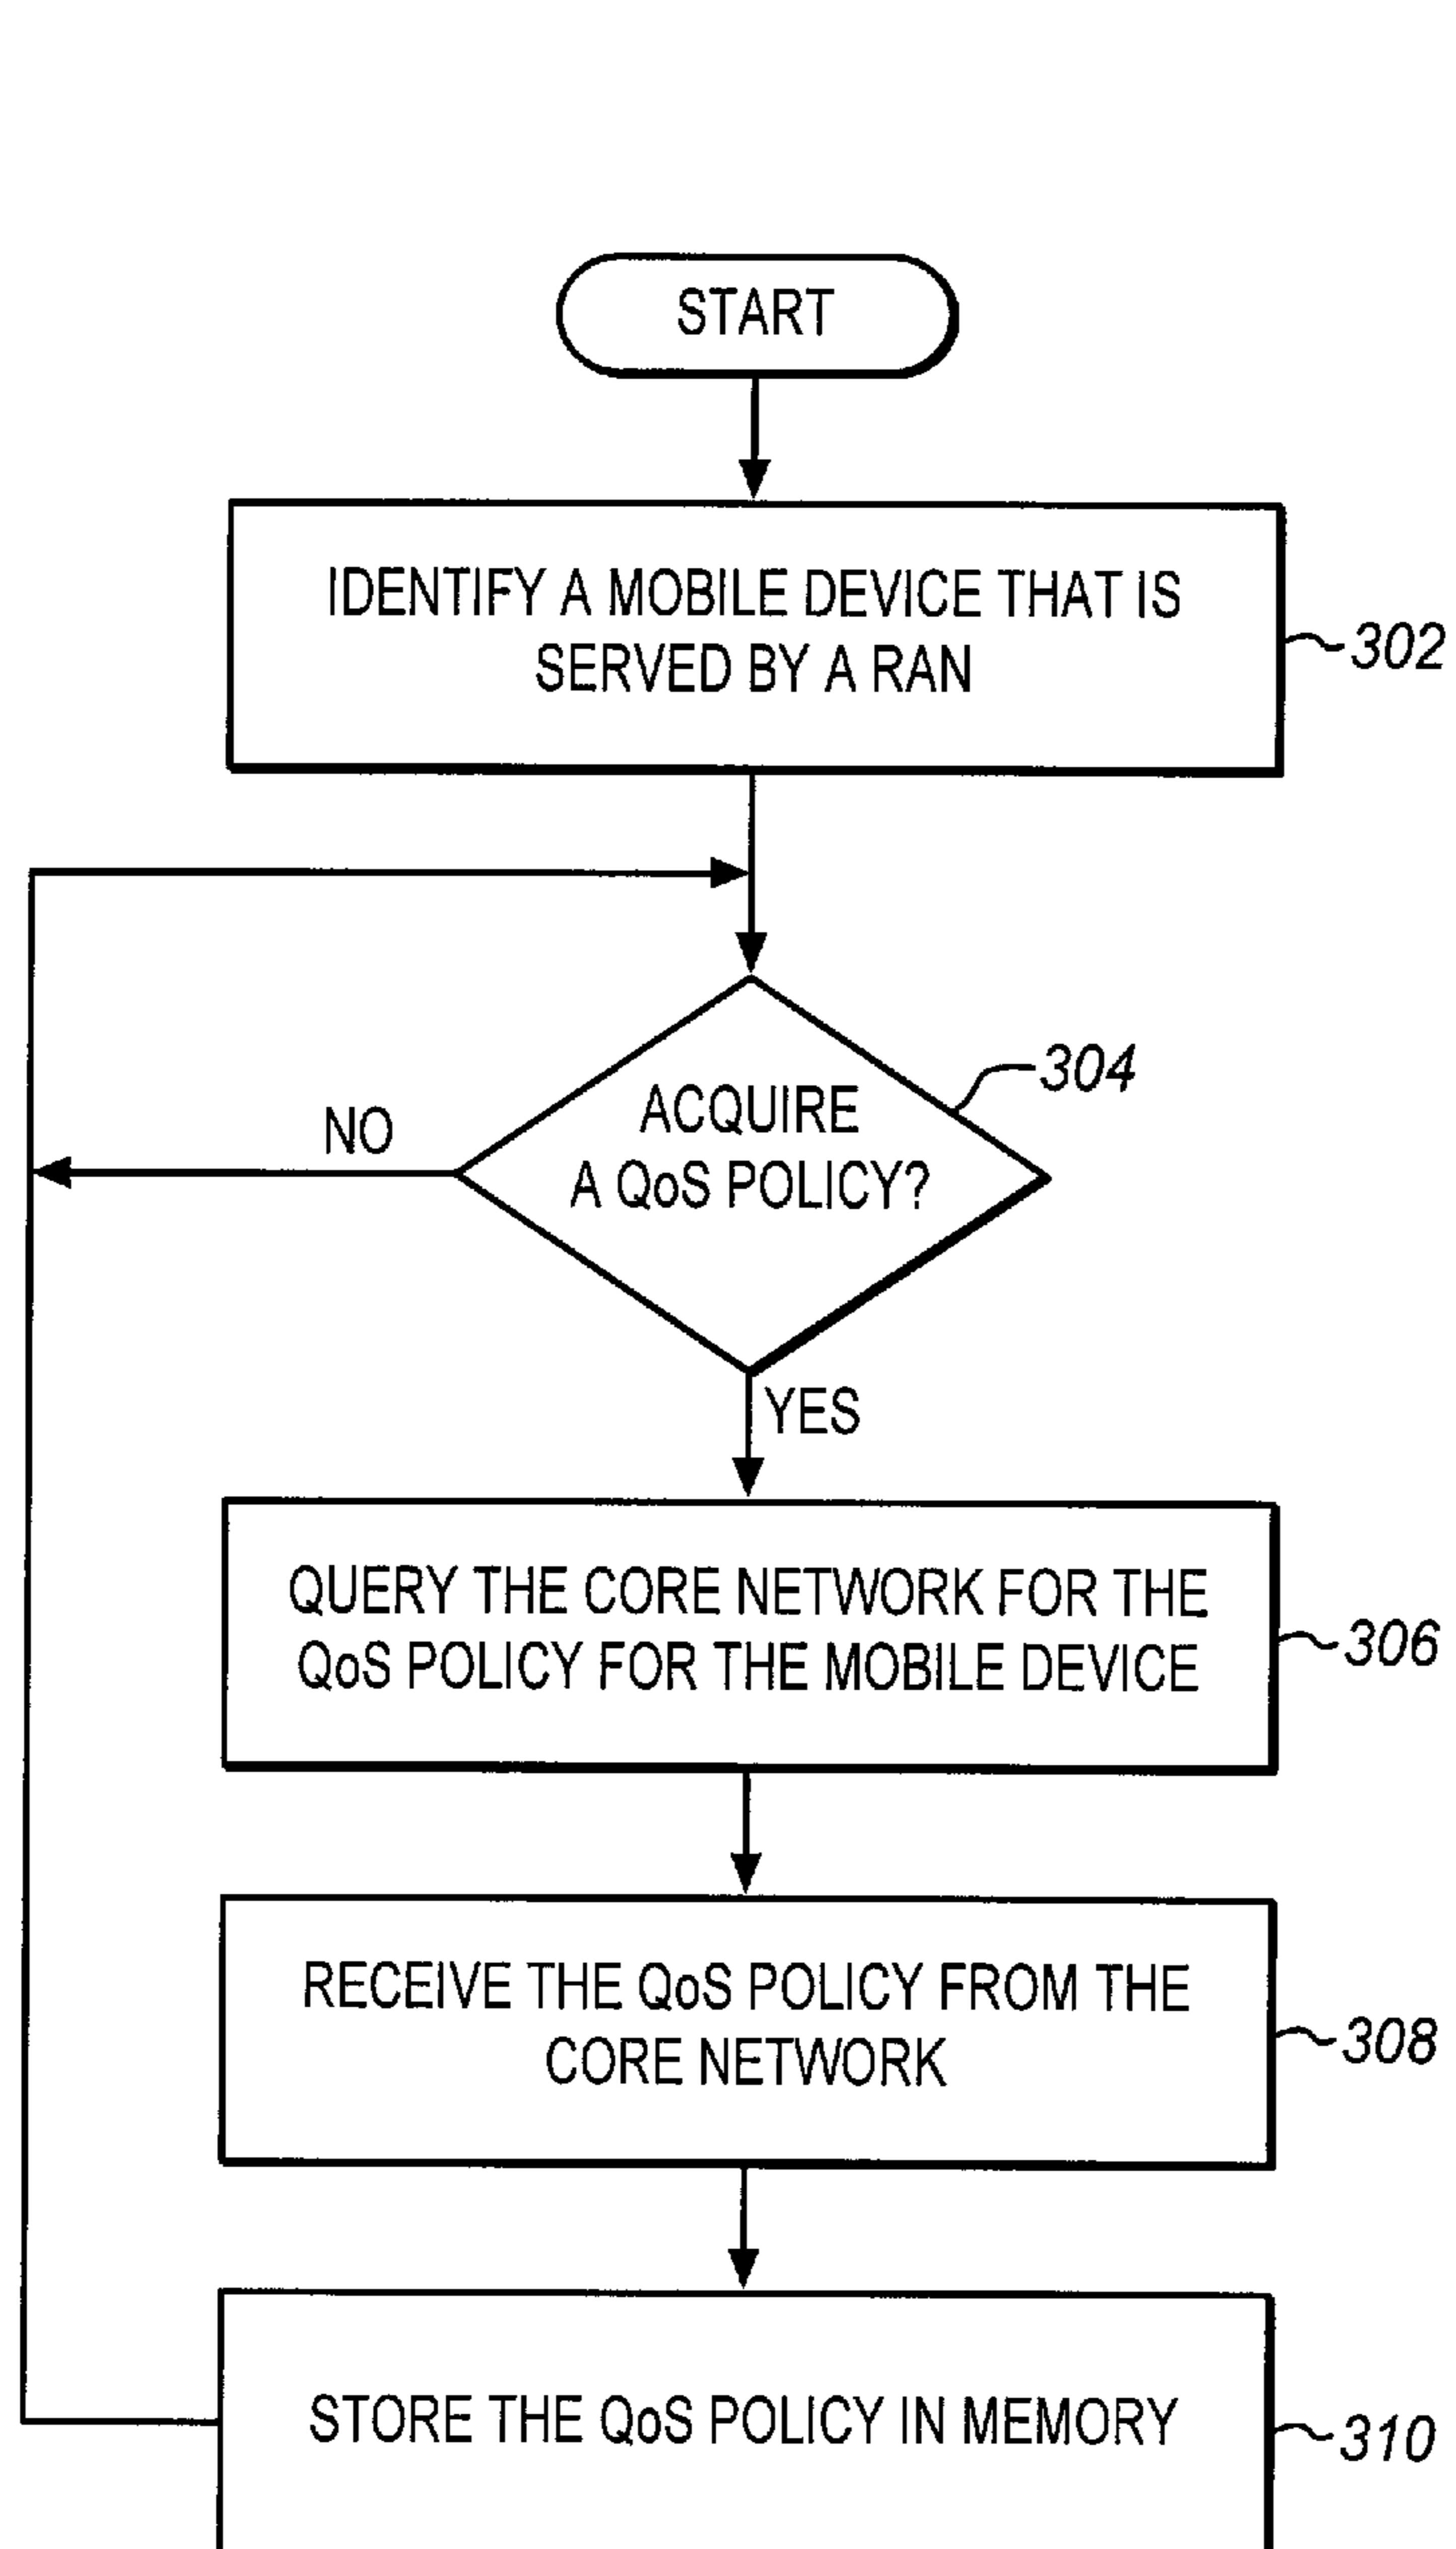 START
IDENTIFY A MOBILE DEVICE THAT IS
SERVED BY A RAN
302
304
ACQUIRE
A QoS POLICY?
NO
YES
QUERY THE CORE NETWORK FOR THE
QoS POLICY FOR THE MOBILE DEVICE
306
RECEIVE THE QoS POLICY FROM THE
CORE NETWORK
308
STORE THE QoS POLICY IN MEMORY
310